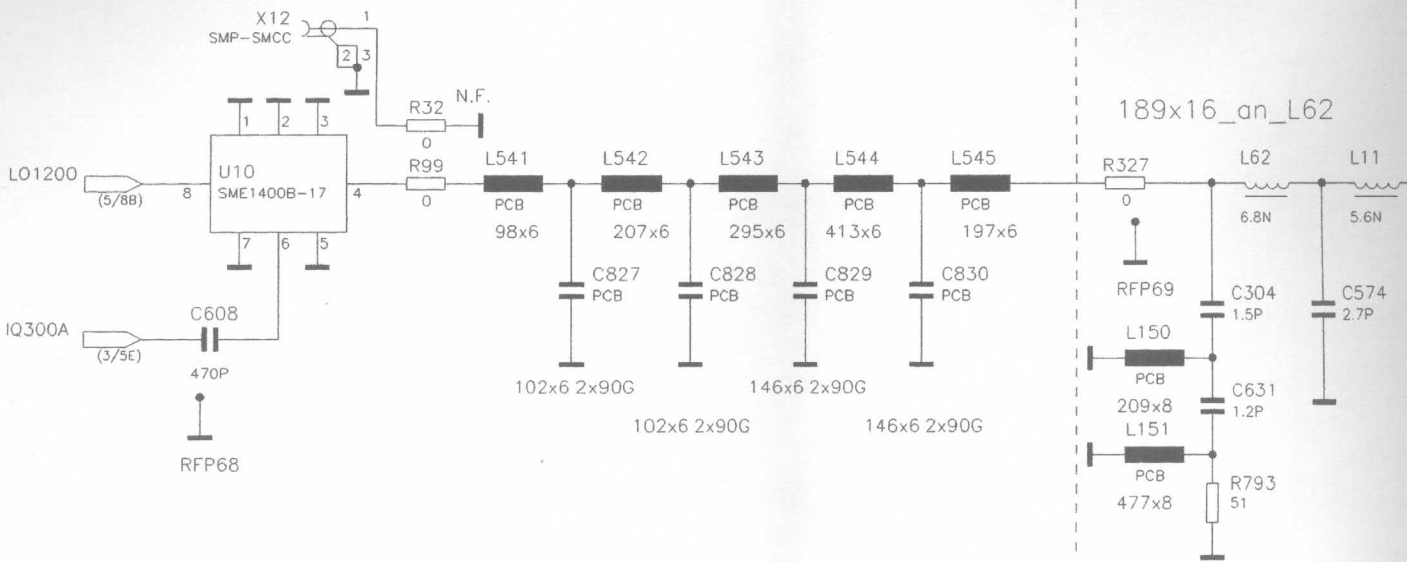 X12
SMP-SMCC
1
2
3
R32
0
N.F.
1
2
3
LO1200
(5/8B)
8
U10
SME1400B-17
4
7
6
5
R99
0
L541
PCB
98x6
L542
PCB
207x6
L543
PCB
295x6
L544
PCB
413x6
L545
PCB
197x6
C827
PCB
C828
PCB
C829
PCB
C830
PCB
102x6 2x90G
102x6 2x90G
146x6 2x90G
146x6 2x90G
IQ300A
(3/5E)
C608
470P
RFP68
189x16_an_L62
R327
0
RFP69
L62
6.8N
L11
5.6N
C304
1.5P
C574
2.7P
L150
PCB
209x8
C631
1.2P
L151
PCB
477x8
R793
51